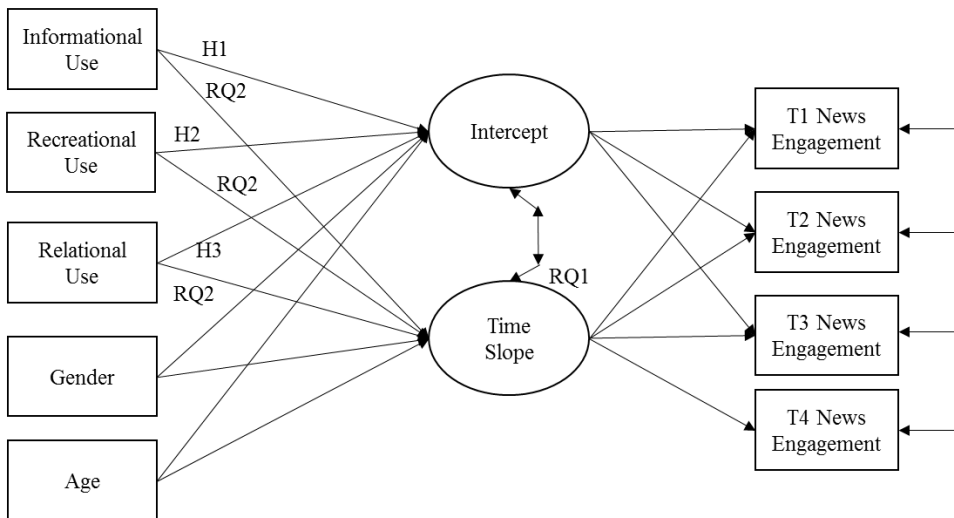 Informational
Use
Recreational
Use
Relational
Use
Gender
Age
H1
RQ2
H2
RQ2
H3
RQ2
Intercept
RQ1
Time
Slope
T1 News
Engagement
T2 News
Engagement
T3 News
Engagement
T4 News
Engagement